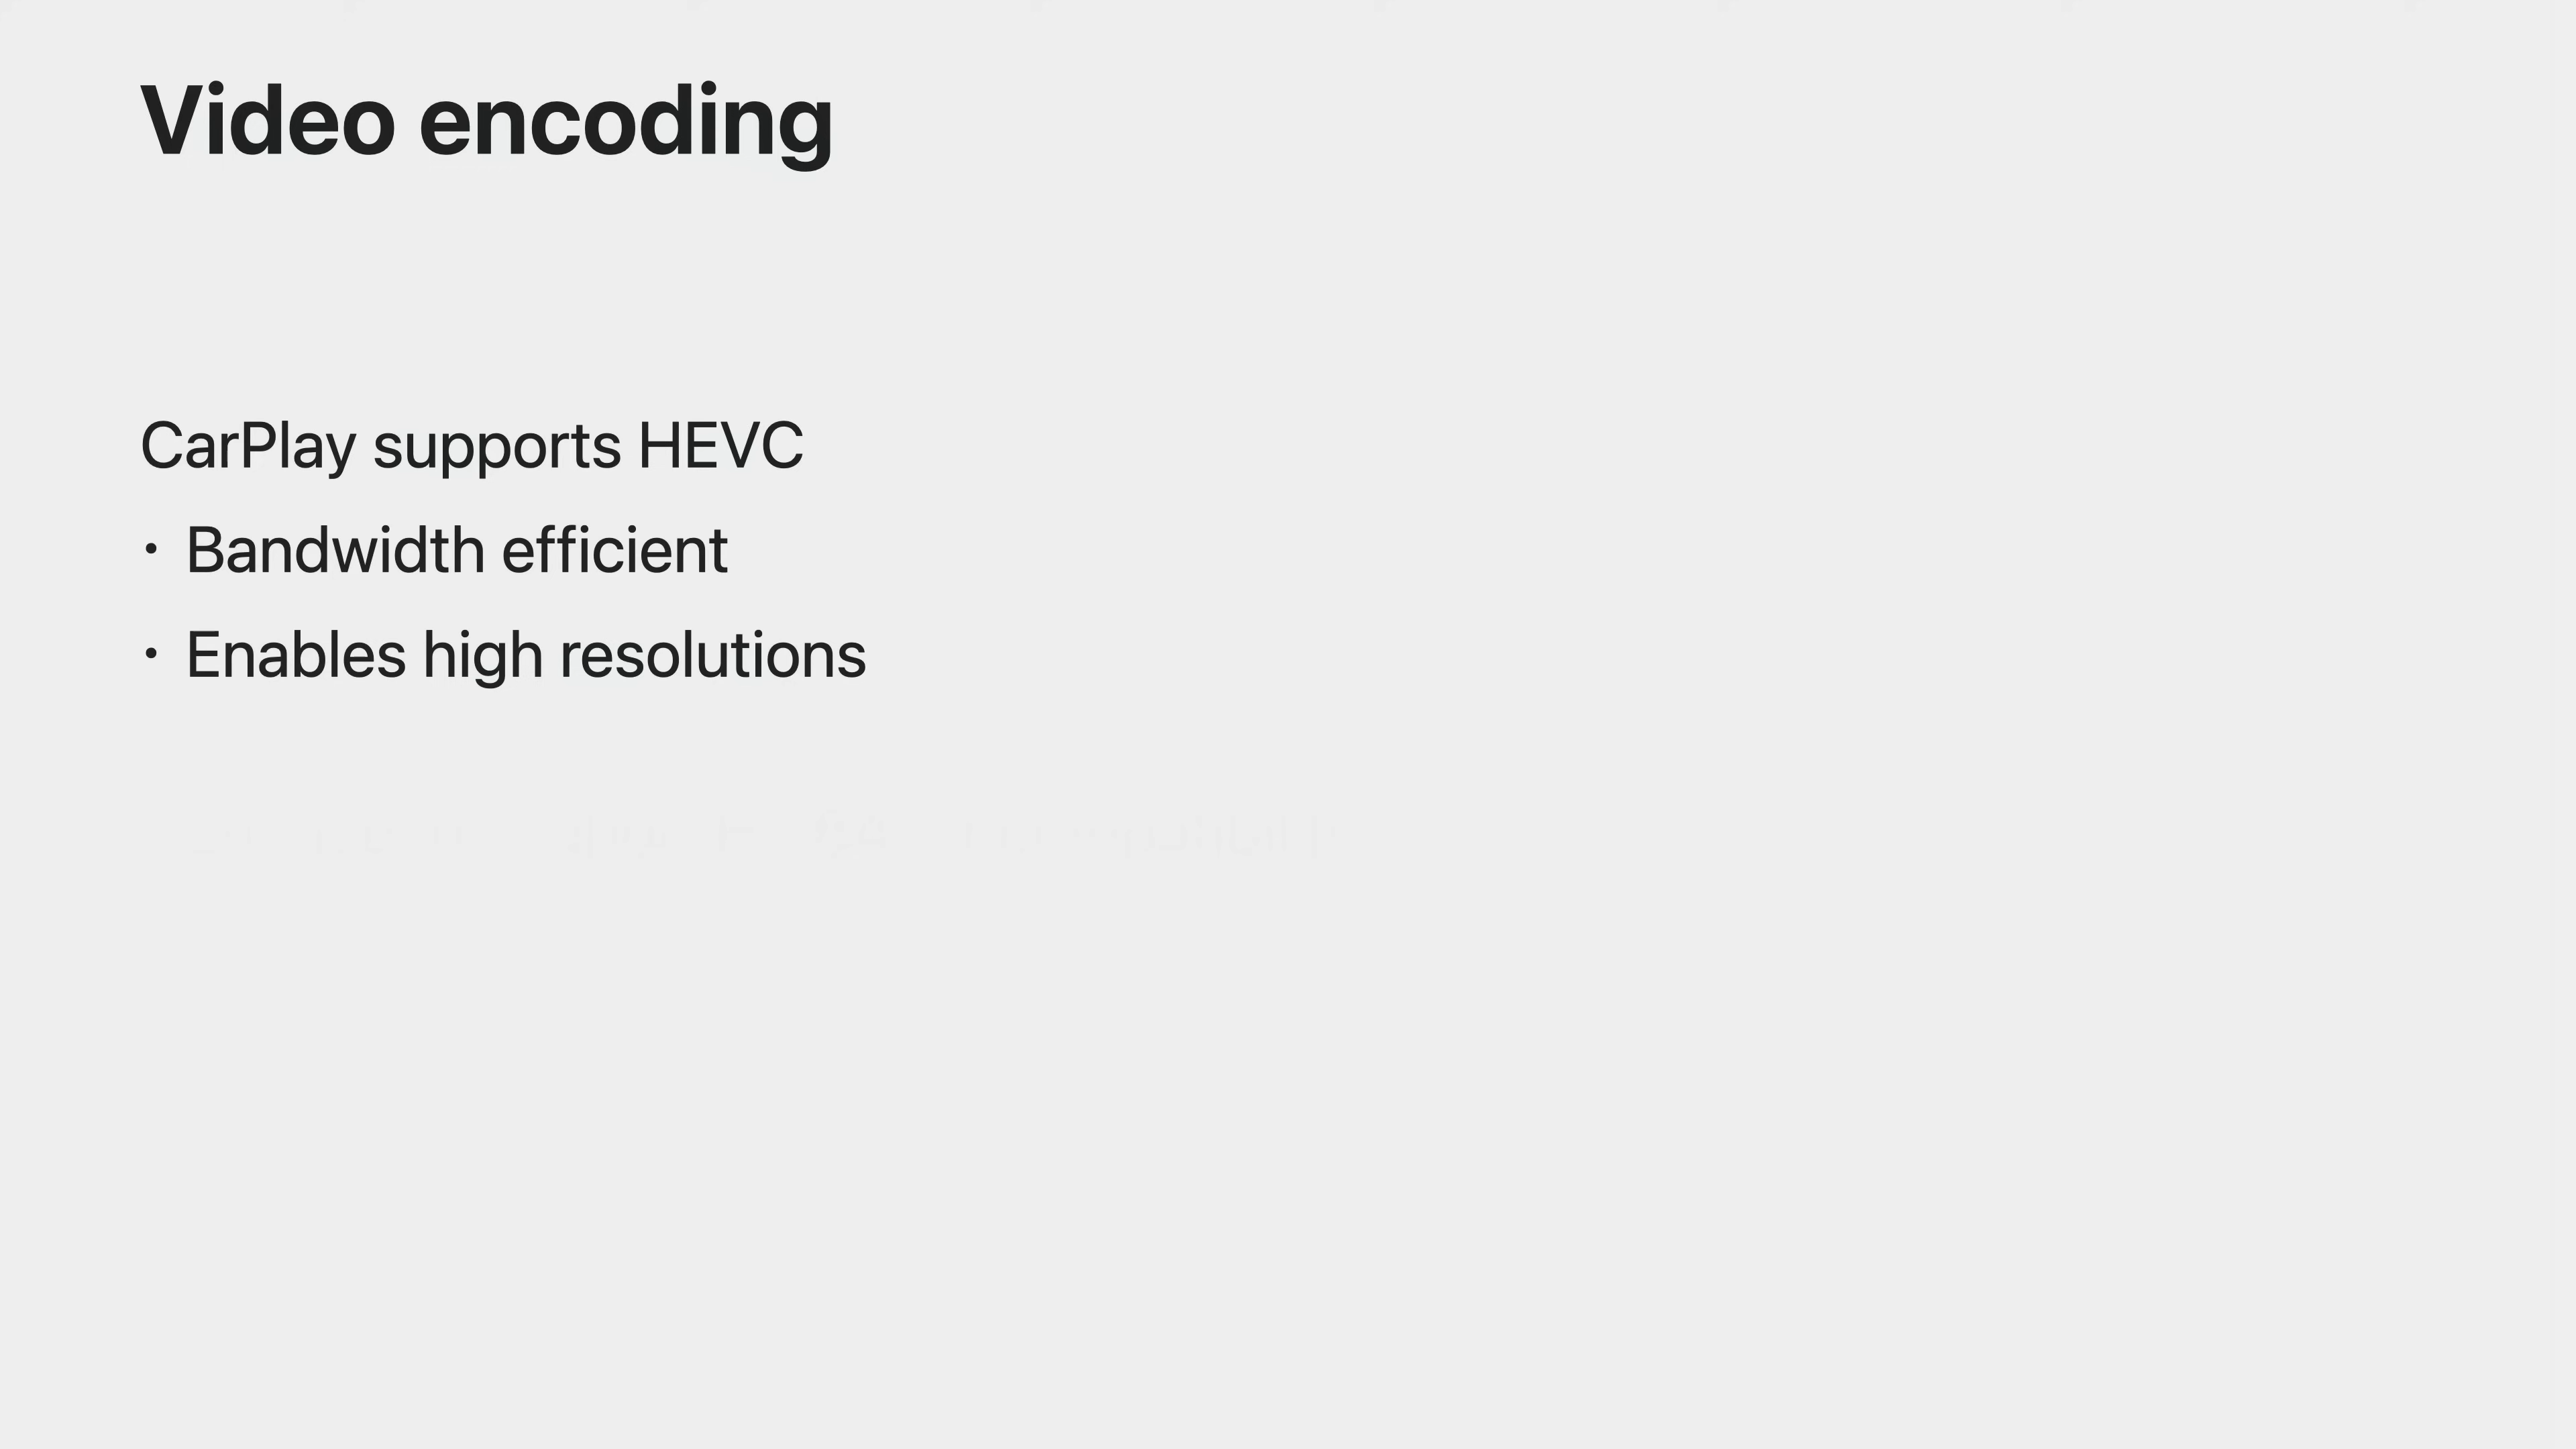 Video encoding
CarPlay supports HEVC
• Bandwidth efficient
• Enables high resolutions